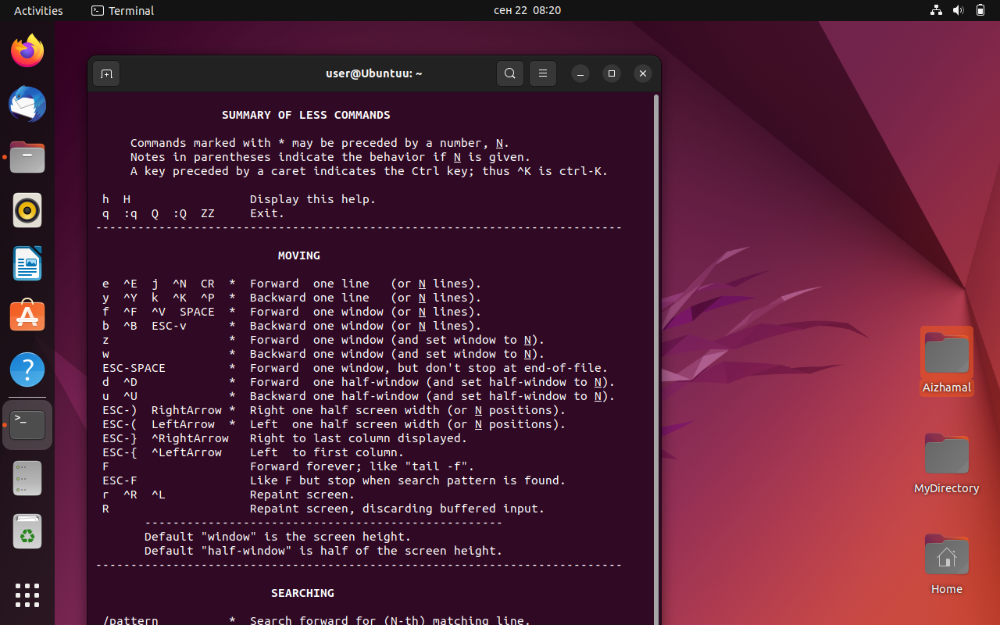 Activities
Terminal
сен 22 08:20
user@Ubuntuu: ~
SUMMARY OF LESS COMMANDS
Commands marked with * may be preceded by a number, N.
Notes in parentheses indicate the behavior if N is given.
A key preceded by a caret indicates the Ctrl key; thus ^K is ctrl-K.
h  H                    Display this help.
q  :q  Q  :Q  ZZ     Exit.
---------------------------------------------------------------------------
MOVING
e  ^E  j  ^N  CR  *  Forward  one line   (or N lines).
y  ^Y  k  ^K  ^P  *  Backward one line   (or N lines).
f  ^F  ^V  SPACE  *  Forward  one window (or N lines).
b  ^B  ESC-v      *  Backward one window (or N lines).
z                 *  Forward  one window (and set window to N).
w                 *  Backward one window (and set window to N).
ESC-SPACE         *  Forward  one window, but don't stop at end-of-file.
d  ^D             *  Forward  one half-window (and set half-window to N).
u  ^U             *  Backward one half-window (and set half-window to N).
ESC-)  RightArrow *  Right one half screen width (or N positions).
ESC-(  LeftArrow  *  Left  one half screen width (or N positions).
ESC-}  ^RightArrow   Right to last column displayed.
ESC-{  ^LeftArrow    Left  to first column.
F                    Forward forever; like "tail -f".
ESC-F                Like F but stop when search pattern is found.
r  ^R  ^L            Repaint screen.
R                    Repaint screen, discarding buffered input.
---------------------------------------------------
Default "window" is the screen height.
Default "half-window" is half of the screen height.
---------------------------------------------------------------------------
SEARCHING
/pattern          *  Search forward for (N-th) matching line.
Aizhamal
MyDirectory
Home